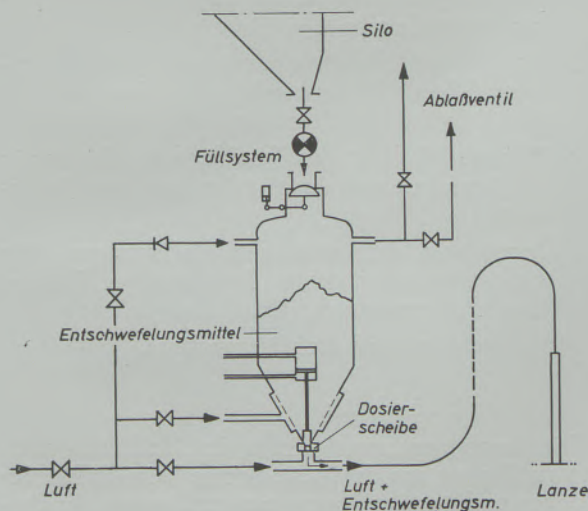 Silo
Ablaßventil
Füllsystem
Entschwefelungsmittel
Dosier-
scheibe
Luft
Luft +
Entschwefelungsm.
Lanze